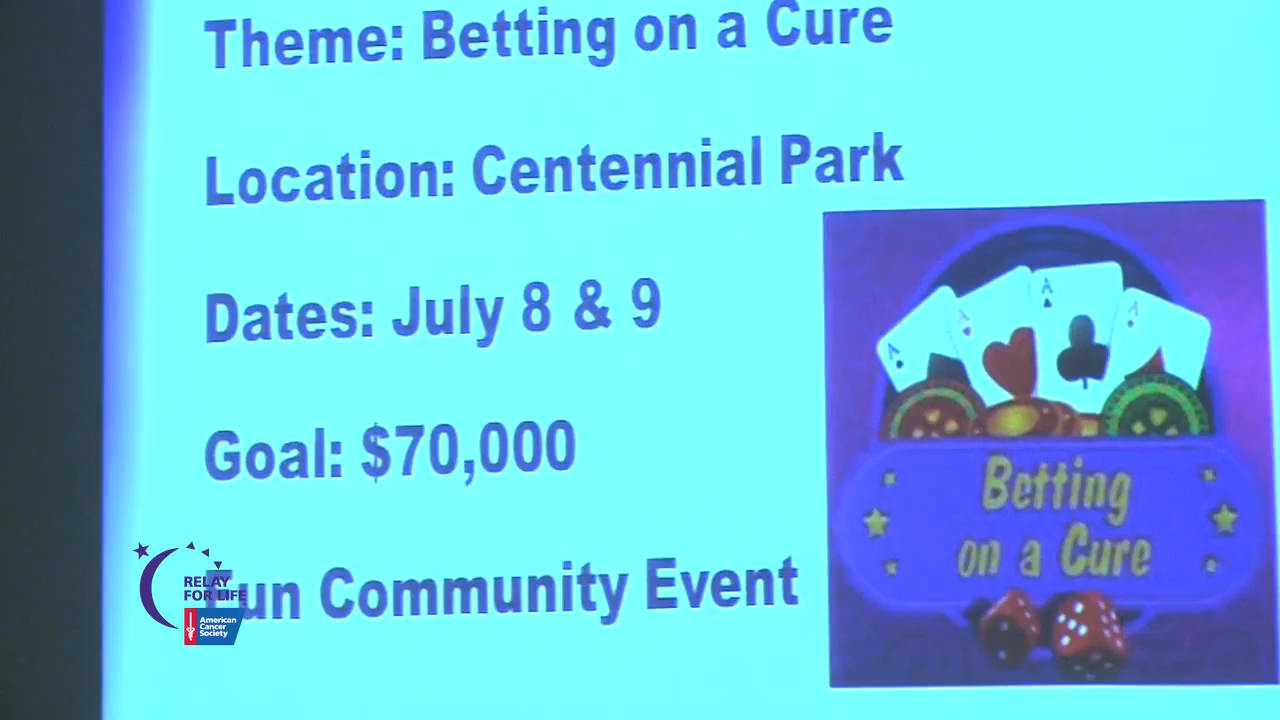 Theme: Betting on a Cure
Location: Centennial Park
Dates: July 8 & 9
Goal: $70,000
Fun Community Event
A
A
A
A
Betting
on a Cure
RELAY
FOR LIFE
American
Cancer
Society